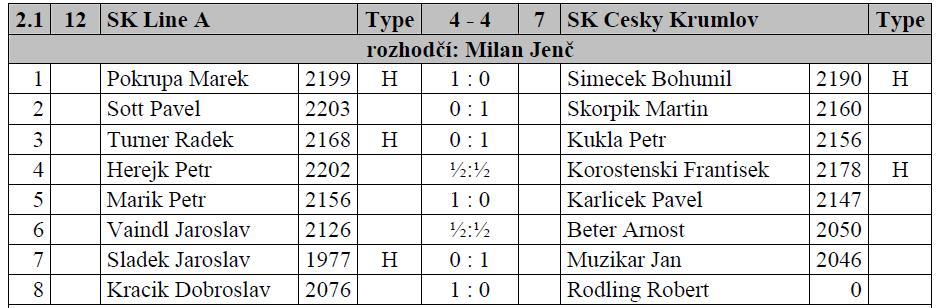 2.1 12 SK Line A Type 4 - 4 7 SK Cesky Krumlov Type
rozhodčí: Milan Jenč
1 Pokrupa Marek 2199 H 1 : 0 Simecek Bohumil 2190 H
2 Sott Pavel 2203 0 : 1 Skorpik Martin 2160
3 Turner Radek 2168 H 0 : 1 Kukla Petr 2156
4 Herejk Petr 2202 ½:½ Korostenski Frantisek 2178 H
5 Marik Petr 2156 1 : 0 Karlicek Pavel 2147
6 Vaindl Jaroslav 2126 ½:½ Beter Arnost 2050
7 Sladek Jaroslav 1977 H 0 : 1 Muzikar Jan 2046
8 Kracik Dobroslav 2076 1 : 0 Rodling Robert 0